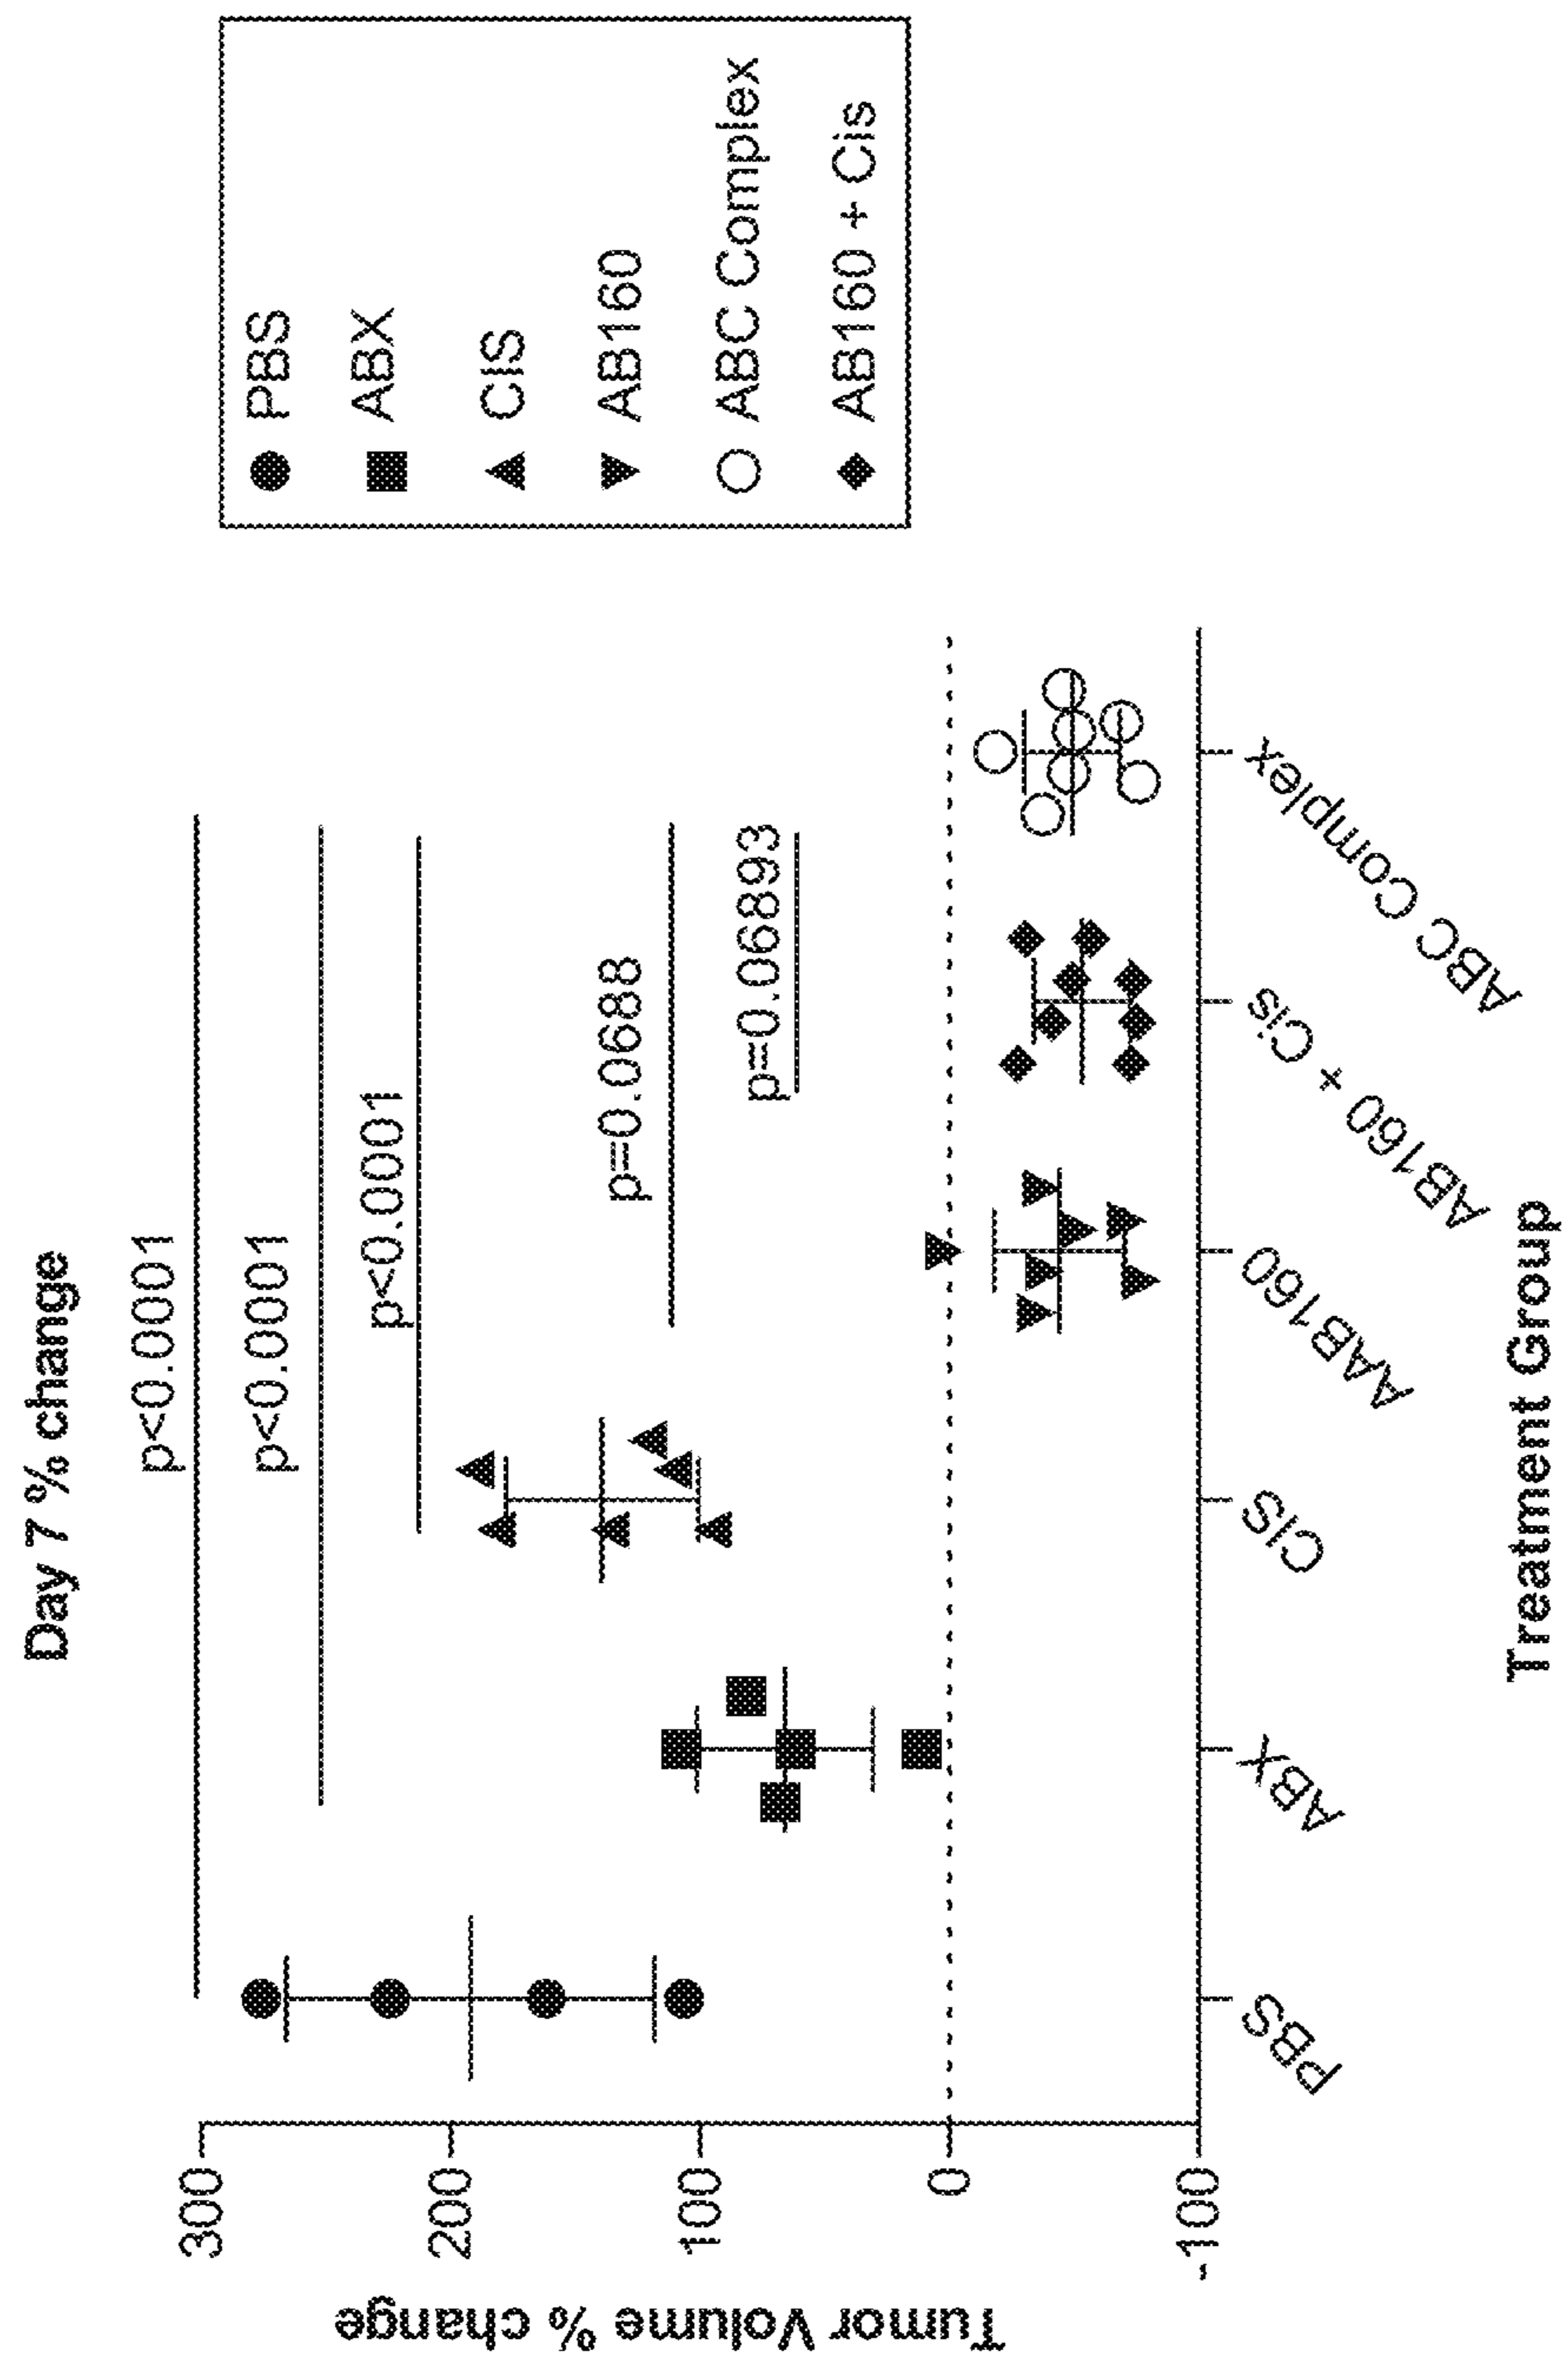 Day 7 % change
p<0.0001
p<0.0001
p<0.0001
p=0.0688
p=0.06893
Tumor Volume % change
300
200
100
0
-100
PBS
ABX
CIS
AAB160
AB160 + Cis
ABC Complex
Treatment Group
PBS
ABX
CIS
AB160
ABC Complex
AB160 + Cis